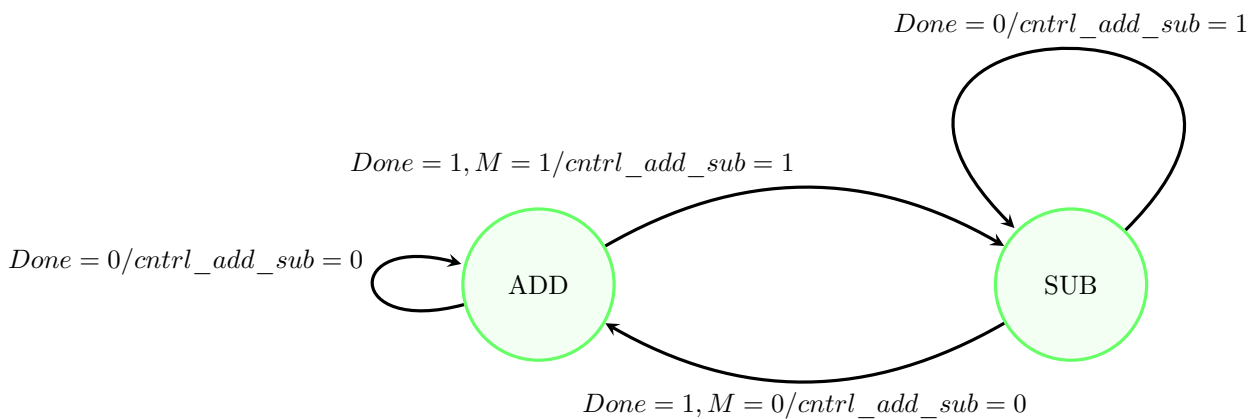 Done = 0/cntrl_add_sub = 1
Done = 1, M = 1/cntrl_add_sub = 1
Done = 0/cntrl_add_sub = 0
ADD
SUB
Done = 1, M = 0/cntrl_add_sub = 0